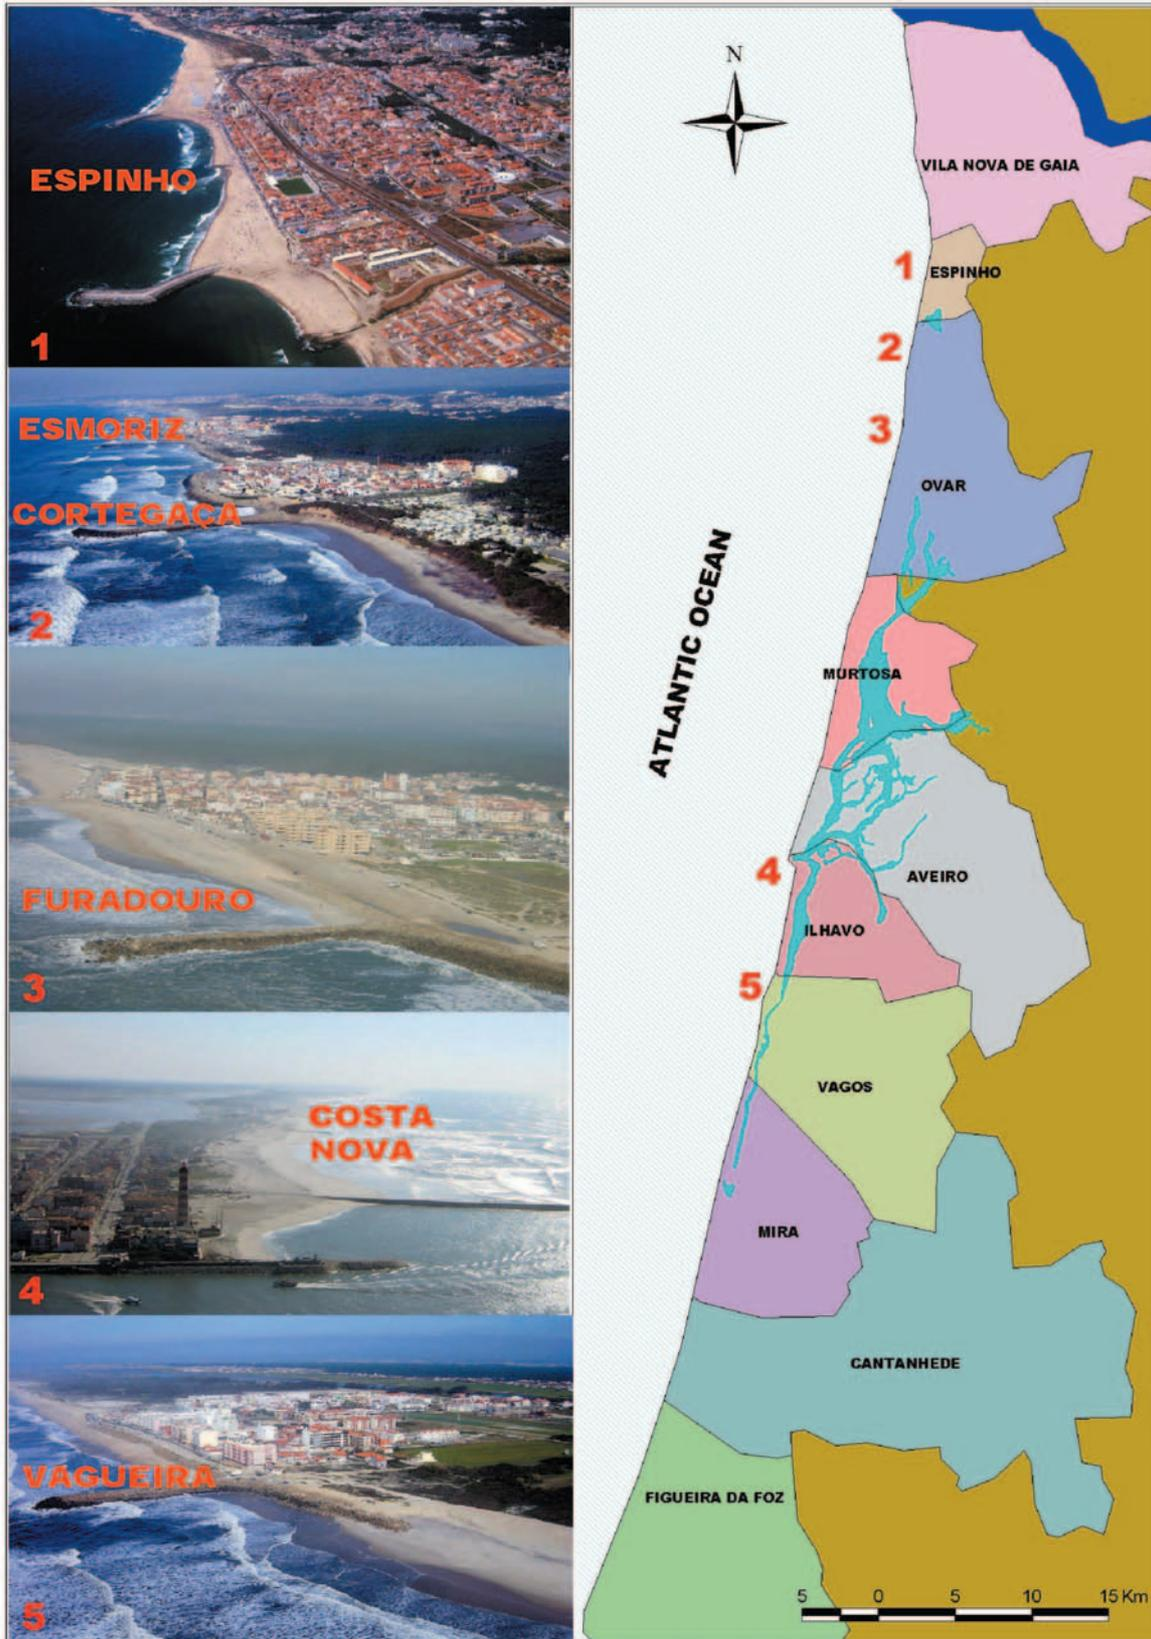 ESPINHO
1
ESMORIZ
CORTEGAÇA
2
FURADOURO
3
COSTA
NOVA
4
VAGUEIRA
5
N
VILA NOVA DE GAIA
1
ESPINHO
2
3
OVAR
ATLANTIC OCEAN
MURTOSA
4
AVEIRO
ILHAVO
5
VAGOS
MIRA
CANTANHEDE
FIGUEIRA DA FOZ
5 0 5 10 15 Km